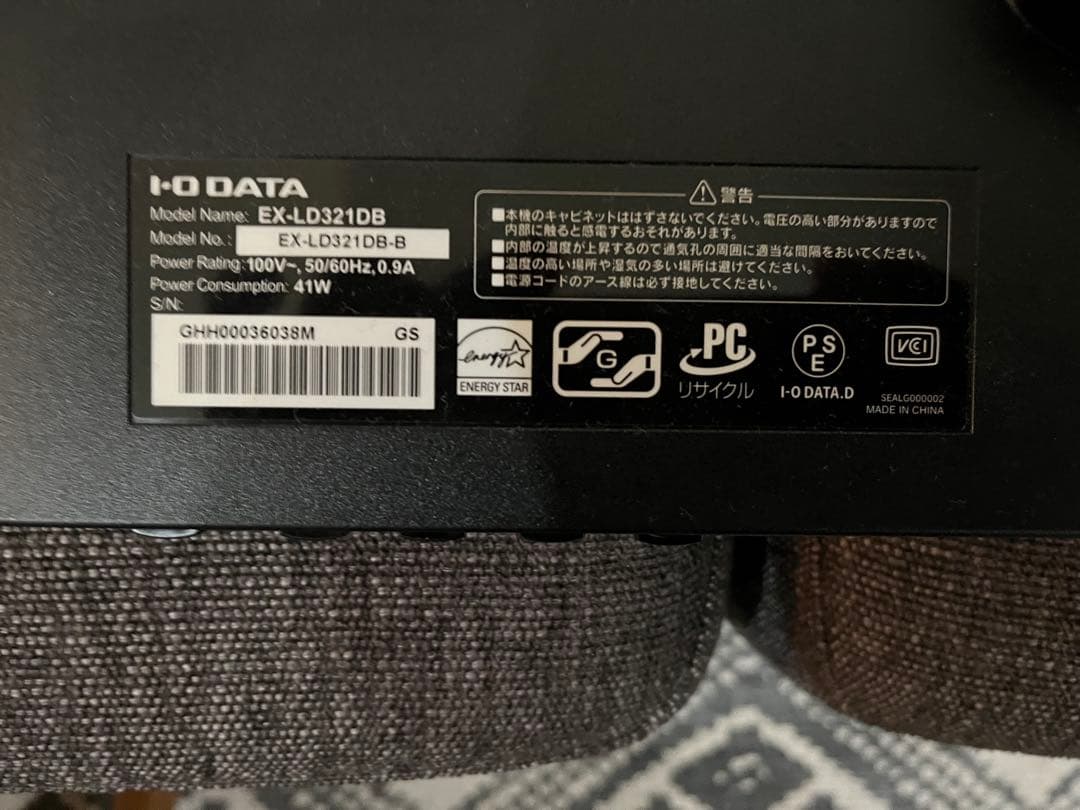 I-O DATA
Model Name: EX-LD321DB
Model No.: EX-LD321DB-B
Power Rating:100V~, 50/60Hz,0.9A
Power Consumption: 41W
S/N:
GHH00036038M GS
⚠警告
■本機のキャビネットははずさないでください。電圧の高い部分がありますので
内部に触ると感電するおそれがあります。
■内部の温度が上昇するので通気孔の周囲に適当な間隔をおいてください。
■温度の高い場所や湿気の多い場所は避けてください。
■電源コードのアース線は必ず接地してください。
energy
ENERGY STAR
G
PC
リサイクル
PS
E
I-O DATA.D
VCI
SEALG000002
MADE IN CHINA